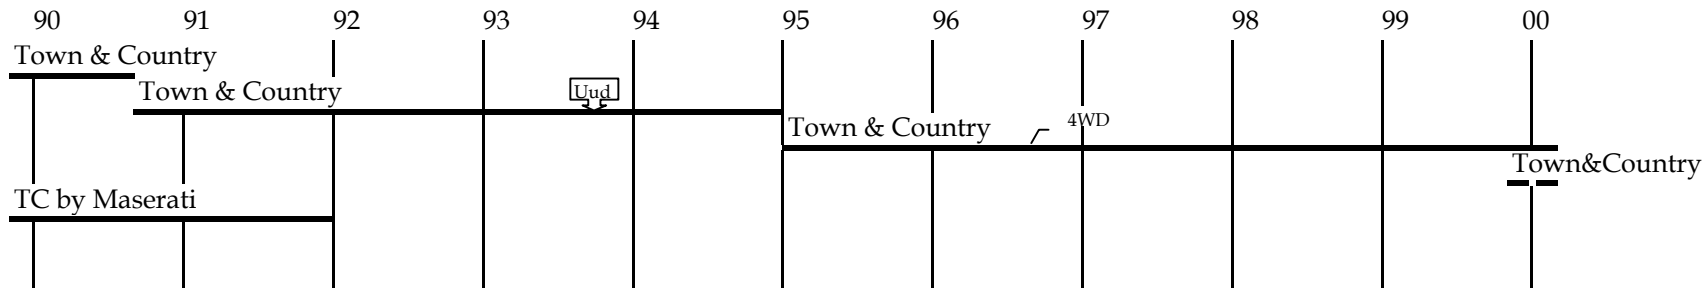 90 91 92 93 94 95 96 97 98 99 00
Town & Country
Town & Country
Uud
Town & Country
4WD
Town&Country
TC by Maserati